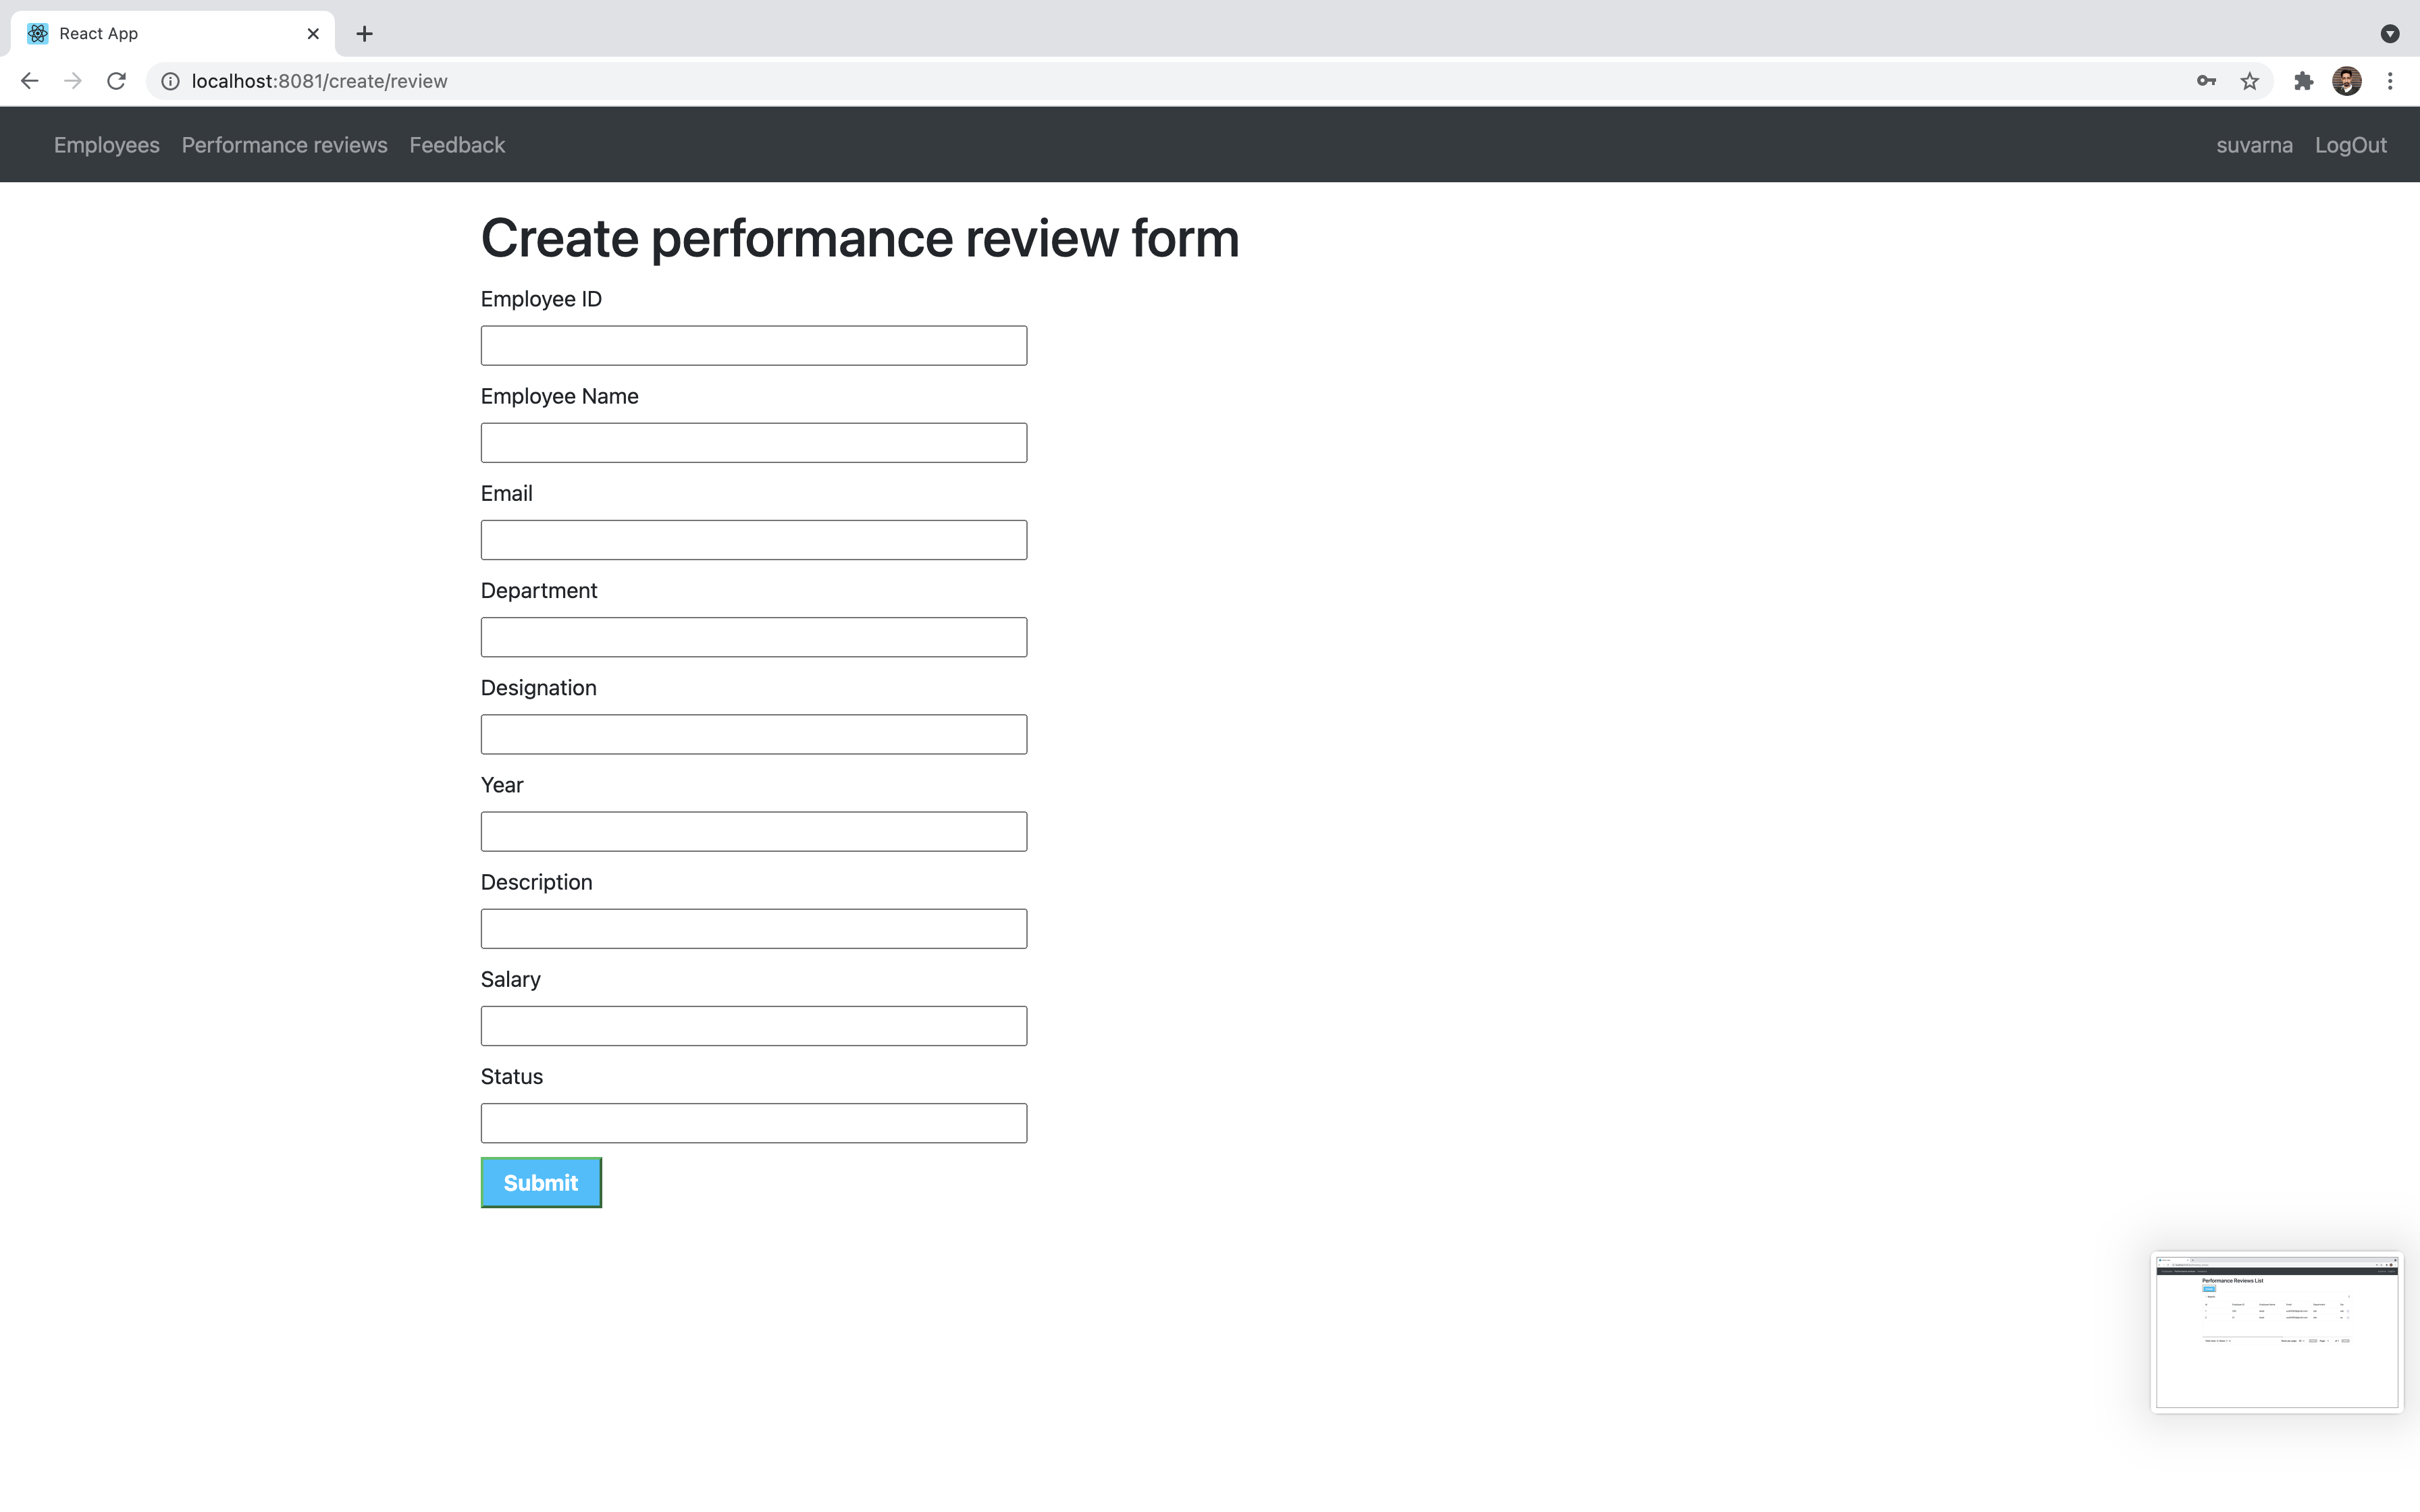 React App
localhost:8081/create/review
Employees Performance reviews Feedback suvarna LogOut
Create performance review form
Employee ID
Employee Name
Email
Department
Designation
Year
Description
Salary
Status
Submit
Performance Reviews List